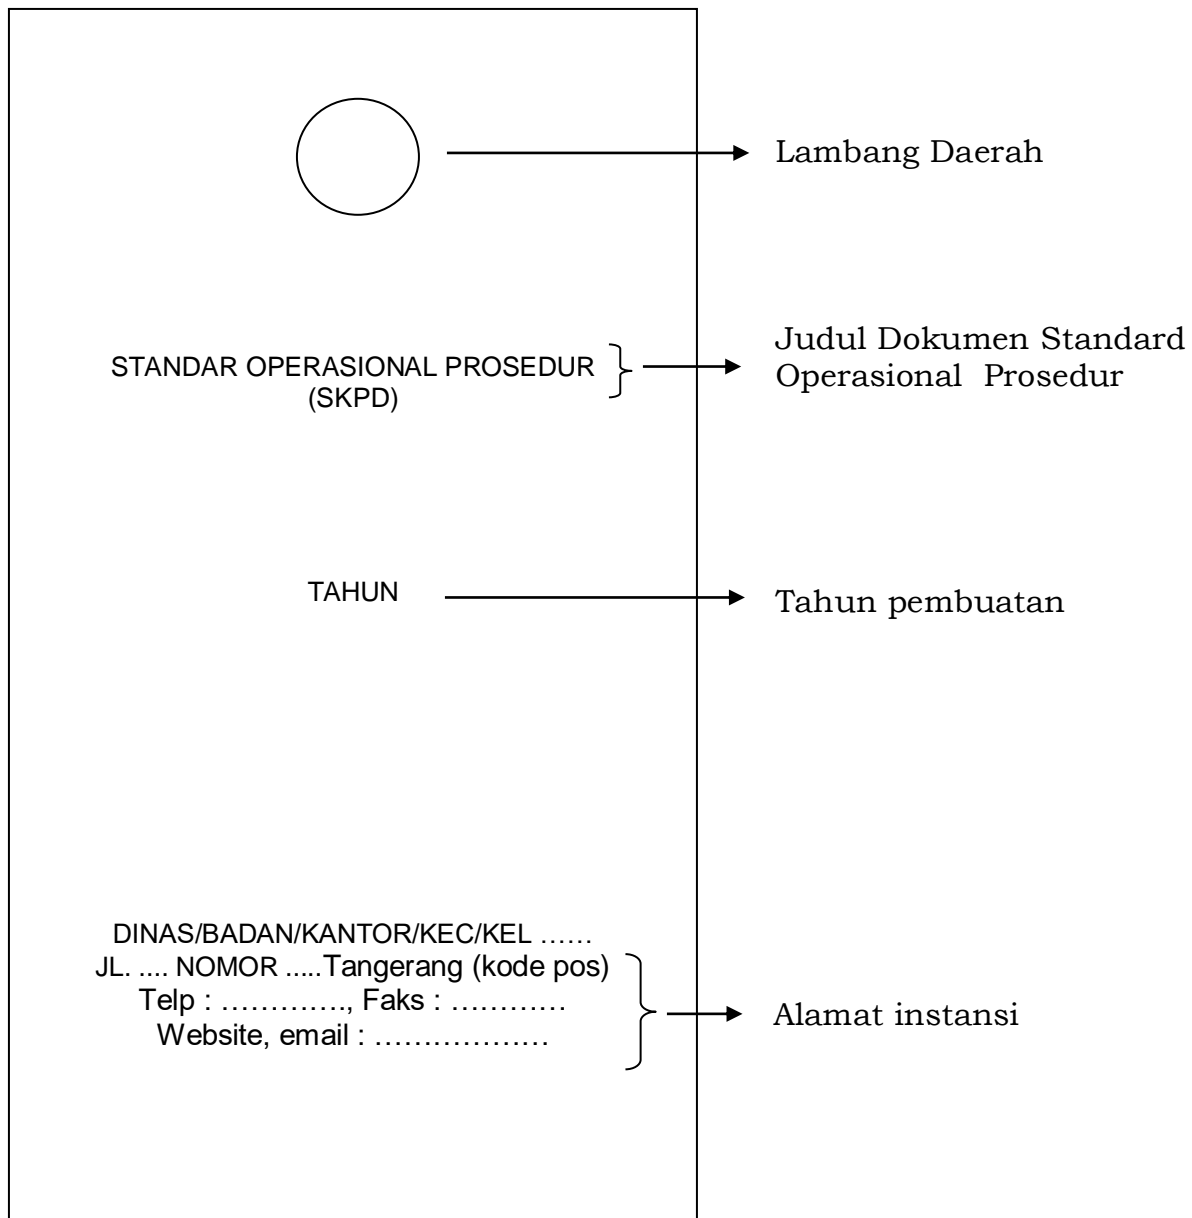 Lambang Daerah
STANDAR OPERASIONAL PROSEDUR
(SKPD)
Judul Dokumen Standard
Operasional Prosedur
TAHUN
Tahun pembuatan
DINAS/BADAN/KANTOR/KEC/KEL ......
JL. .... NOMOR .....Tangerang (kode pos)
Telp : ............., Faks : ............
Website, email : ..................
Alamat instansi